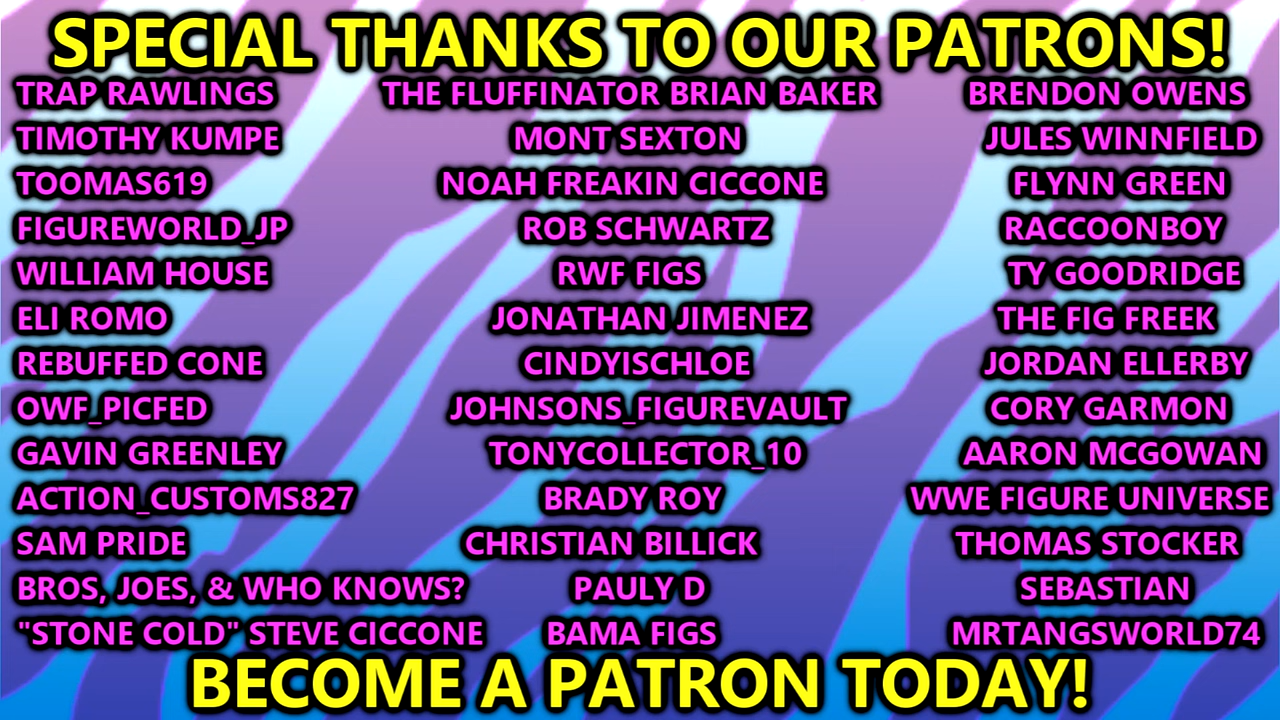 SPECIAL THANKS TO OUR PATRONS!
TRAP RAWLINGS THE FLUFFINATOR BRIAN BAKER BRENDON OWENS
TIMOTHY KUMPE MONT SEXTON JULES WINNFIELD
TOOMAS619 NOAH FREAKIN CICCONE FLYNN GREEN
FIGUREWORLD_JP ROB SCHWARTZ RACCOONBOY
WILLIAM HOUSE RWF FIGS TY GOODRIDGE
ELI ROMO JONATHAN JIMENEZ THE FIG FREEK
REBUFFED CONE CINDYISCHLOE JORDAN ELLERBY
OWF_PICFED JOHNSONS_FIGUREVAULT CORY GARMON
GAVIN GREENLEY TONYCOLLECTOR_10 AARON MCGOWAN
ACTION_CUSTOMS827 BRADY ROY WWE FIGURE UNIVERSE
SAM PRIDE CHRISTIAN BILLICK THOMAS STOCKER
BROS, JOES, & WHO KNOWS? PAULY D SEBASTIAN
"STONE COLD" STEVE CICCONE BAMA FIGS MRTANGSWORLD74
BECOME A PATRON TODAY!